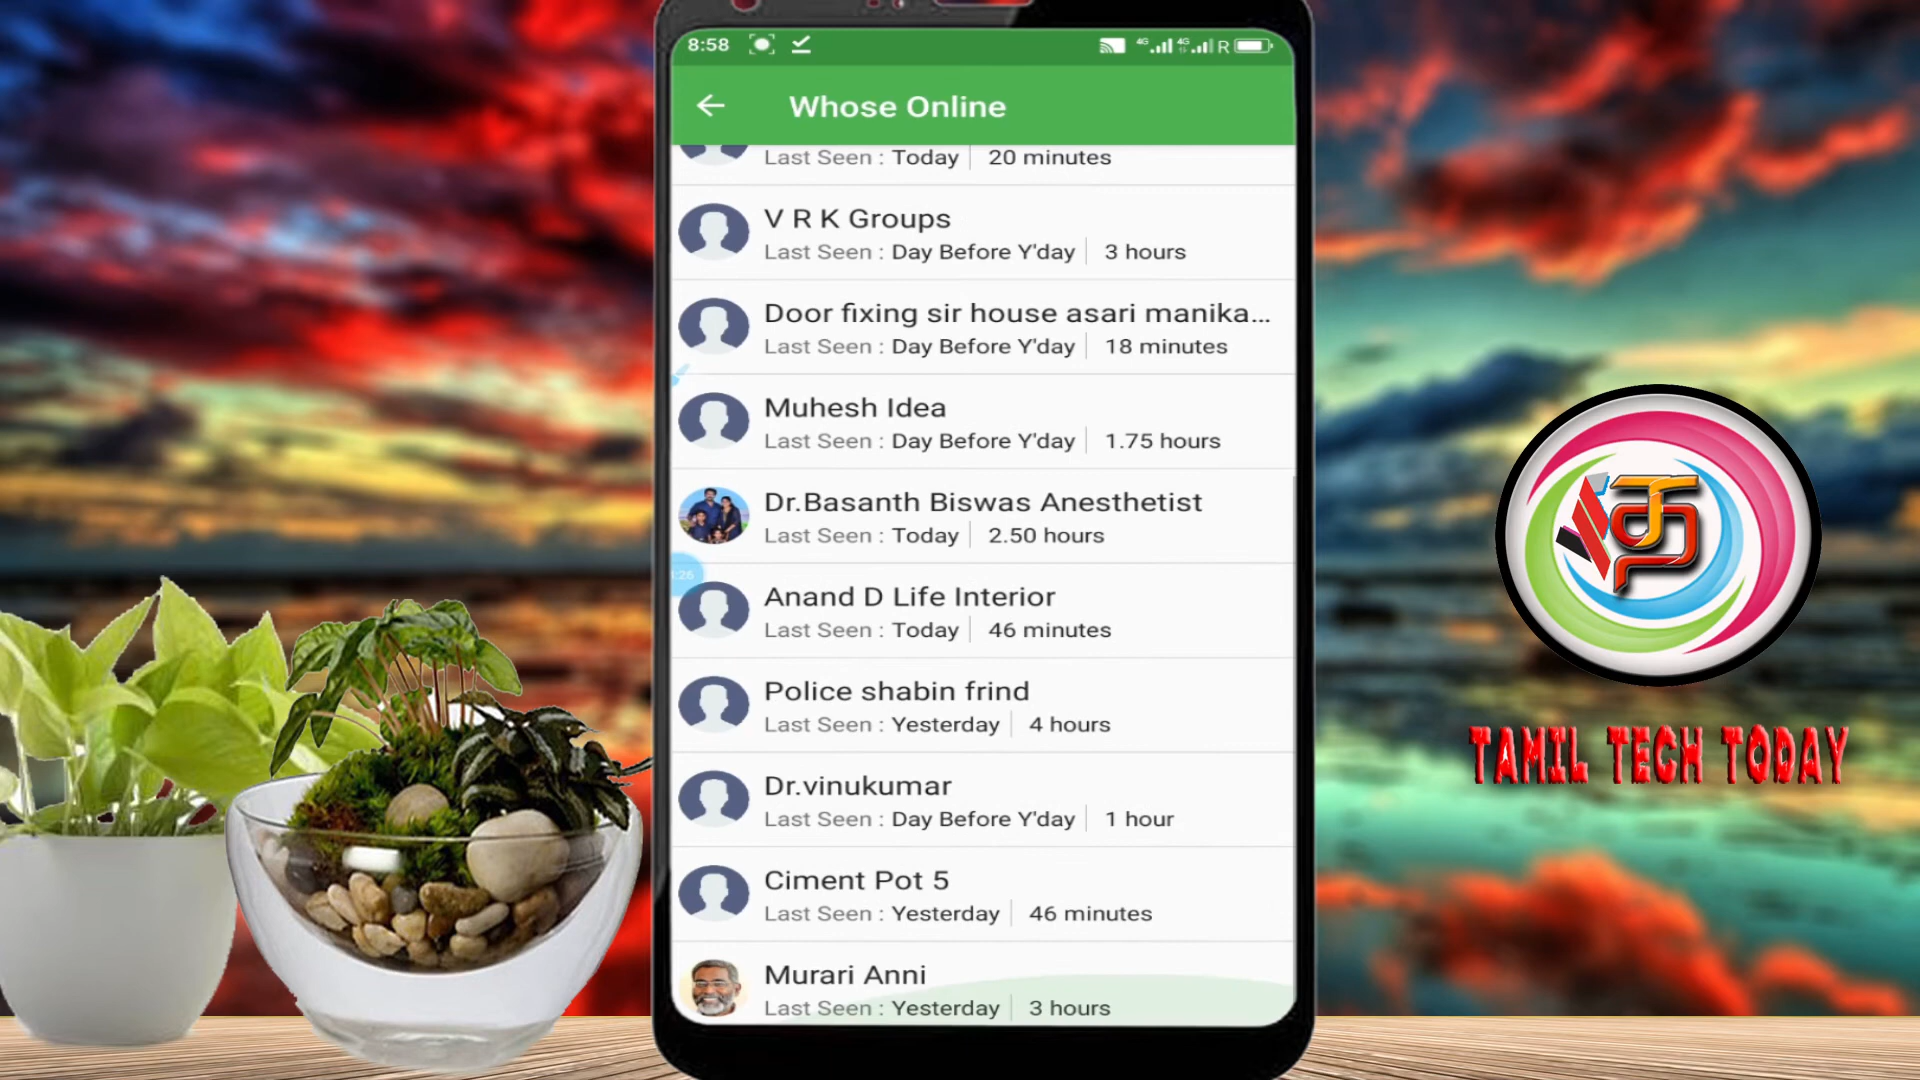 8:58
4G
4G
R
Whose Online
Last Seen : Today 20 minutes
V R K Groups
Last Seen : Day Before Y'day 3 hours
Door fixing sir house asari manika...
Last Seen : Day Before Y'day 18 minutes
Muhesh Idea
Last Seen : Day Before Y'day 1.75 hours
Dr.Basanth Biswas Anesthetist
Last Seen : Today 2.50 hours
Anand D Life Interior
Last Seen : Today 46 minutes
Police shabin frind
Last Seen : Yesterday 4 hours
Dr.vinukumar
Last Seen : Day Before Y'day 1 hour
Ciment Pot 5
Last Seen : Yesterday 46 minutes
Murari Anni
Last Seen : Yesterday 3 hours
த
TAMIL TECH TODAY